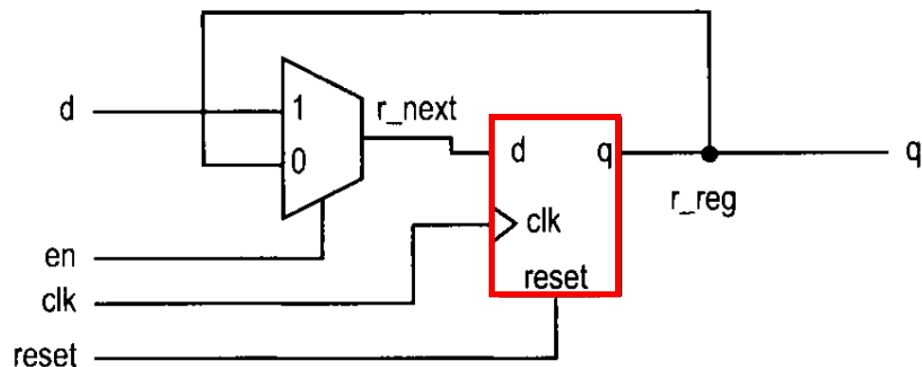 d
1
r_next
0
d
q
q
r_reg
clk
en
reset
clk
reset